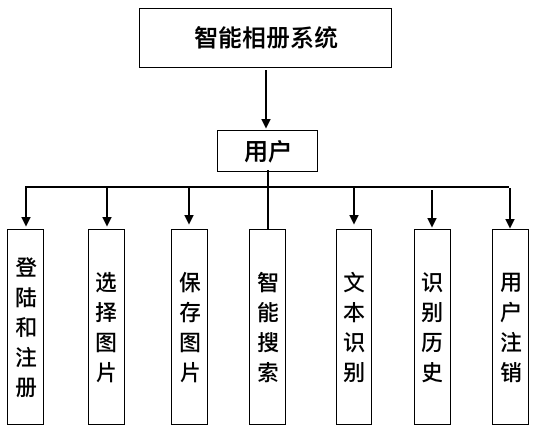 智能相册系统
用户
登陆和注册
选择图片
保存图片
智能搜索
文本识别
识别历史
用户注销